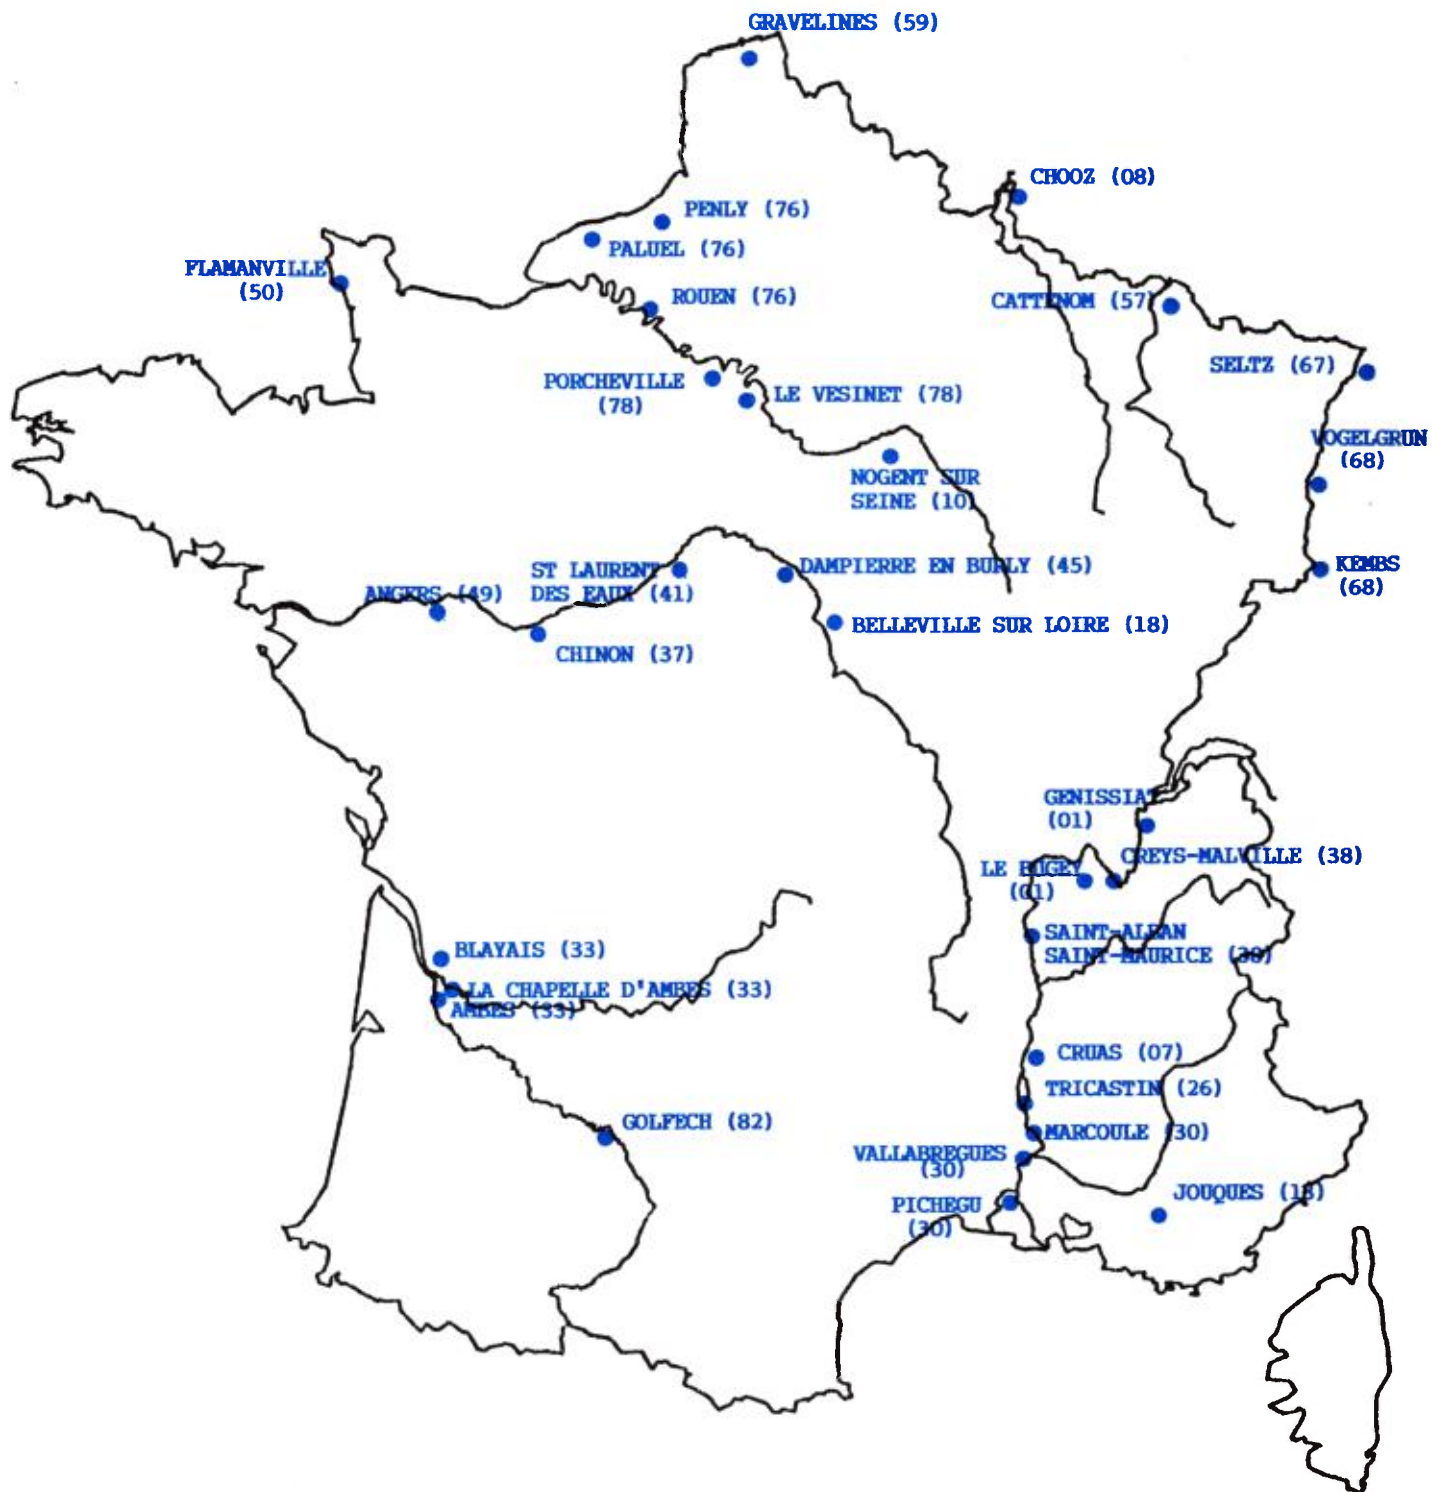 GRAVELINES (59)
CHOOZ (08)
PENLY (76)
PALUEL (76)
FLAMANVILLE
(50)
ROUEN (76)
CATTENOM (57)
SELTZ (67)
PORCHEVILLE
(78)
LE VESINET (78)
VOGELGRUN
(68)
NOGENT SUR
SEINE (10)
ST LAURENT
DES EAUX (41)
DAMPIERRE EN BURLY (45)
KEMBS
(68)
ANGERS (49)
BELLEVILLE SUR LOIRE (18)
CHINON (37)
GENISSIAT
(01)
CREYS-MALVILLE (38)
LE BUGEY
(01)
SAINT-ALBAN
SAINT-MAURICE (38)
BLAYAIS (33)
LA CHAPELLE D'AMBES (33)
AMBES (33)
CRUAS (07)
TRICASTIN (26)
GOLFECH (82)
MARCOULE (30)
VALLABREGUES
(30)
PICHEGU
(30)
JOUQUES (13)